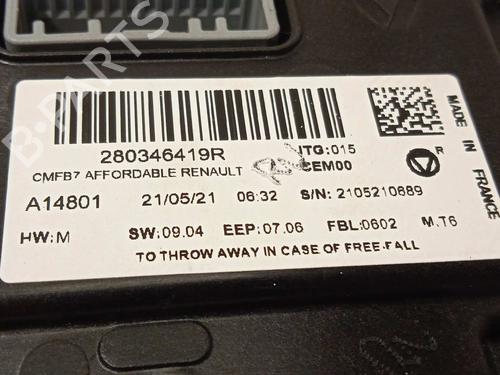 280346419R
ITG:015
CMFB7 AFFORDABLE RENAULT
CEM00
R
MADE IN FRANCE
A14801 21/05/21 06:32 S/N: 2105210889
HW:M SW:09.04 EEP:07.06 FBL:0602 M.T6
TO THROW AWAY IN CASE OF FREE-FALL
B-PARTS